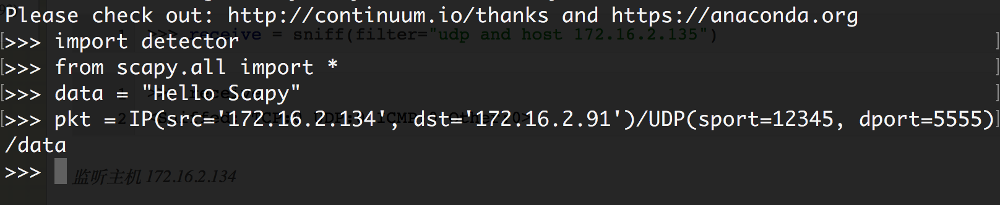 Please check out: http://continuum.io/thanks and https://anaconda.org
1 >>> receive = sniff(filter="udp and host 172.16.2.135")
[>>> import detector ]
[>>> from scapy.all import * ]
[>>> data = "Hello Scapy" ]
[>>> pkt = IP(src='172.16.2.134', dst='172.16.2.91')/UDP(sport=12345, dport=5555)]
/data
>>>
监听主机 172.16.2.134